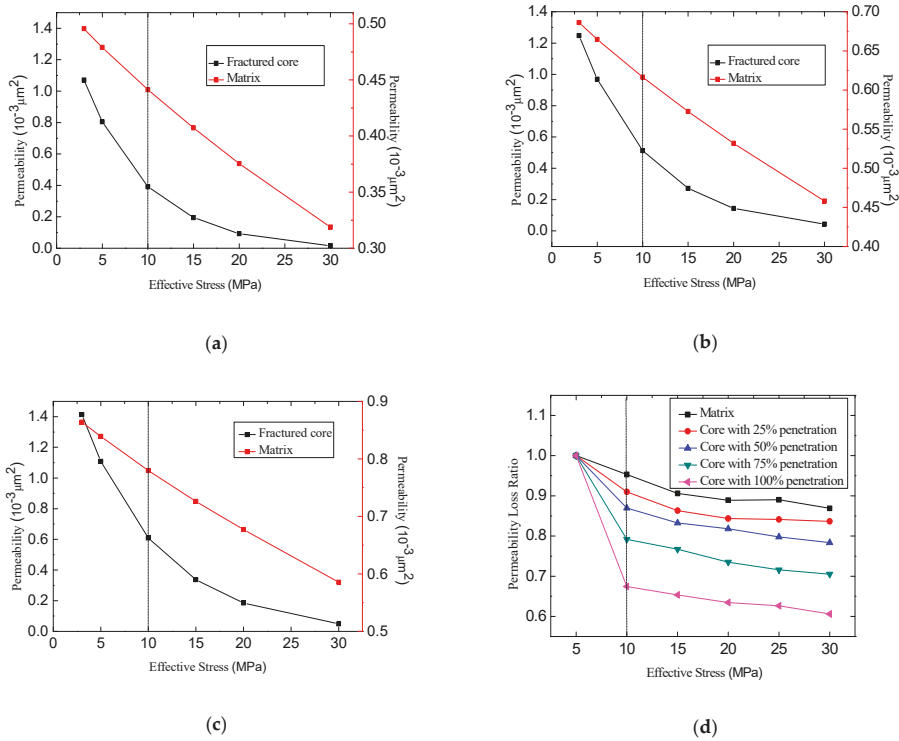 1.4
1.2
1.0
0.8
0.6
0.4
0.2
0.0
Permeability (10⁻³μm²)
0.50
0.45
0.40
0.35
0.30
Permeability (10⁻³μm²)
Fractured core
Matrix
0 5 10 15 20 25 30
Effective Stress (MPa)
(a)
1.4
1.2
1.0
0.8
0.6
0.4
0.2
0.0
Permeability (10⁻³μm²)
0.70
0.65
0.60
0.55
0.50
0.45
0.40
Permeability (10⁻³μm²)
Fractured core
Matrix
0 5 10 15 20 25 30
Effective Stress (MPa)
(b)
1.4
1.2
1.0
0.8
0.6
0.4
0.2
0.0
Permeability (10⁻³μm²)
0.9
0.8
0.7
0.6
0.5
Permeability (10⁻³μm²)
Fractured core
Matrix
0 5 10 15 20 25 30
Effective Stress (MPa)
(c)
1.1
1.0
0.9
0.8
0.7
0.6
Permeability Loss Ratio
Matrix
Core with 25% penetration
Core with 50% penetration
Core with 75% penetration
Core with 100% penetration
5 10 15 20 25 30
Effective Stress (MPa)
(d)